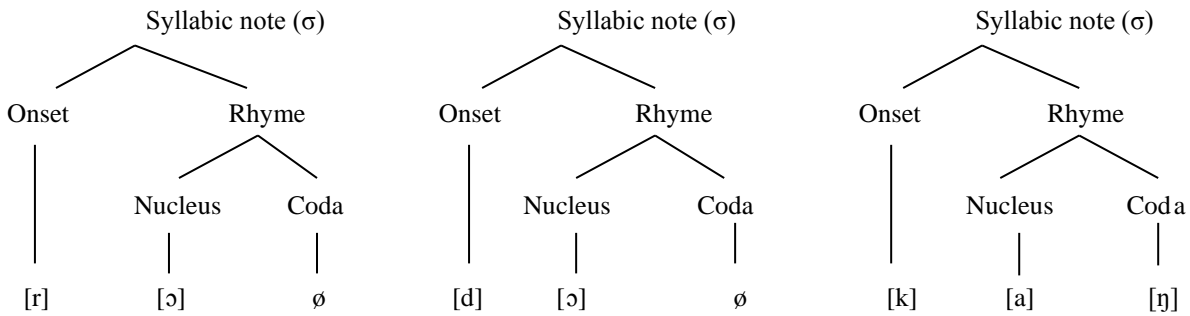 Syllabic note (σ) Syllabic note (σ) Syllabic note (σ)
Onset Rhyme Onset Rhyme Onset Rhyme
Nucleus Coda Nucleus Coda Nucleus Coda
[r] [ɔ] ø [d] [ɔ] ø [k] [a] [ŋ]